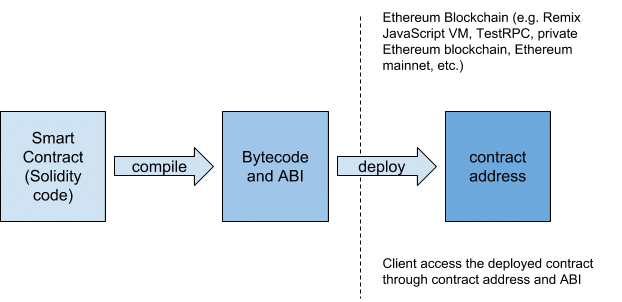 Ethereum Blockchain (e.g. Remix
JavaScript VM, TestRPC, private
Ethereum blockchain, Ethereum
mainnet, etc.)
Smart
Contract
(Solidity
code)
compile
Bytecode
and ABI
deploy
contract
address
Client access the deployed contract
through contract address and ABI